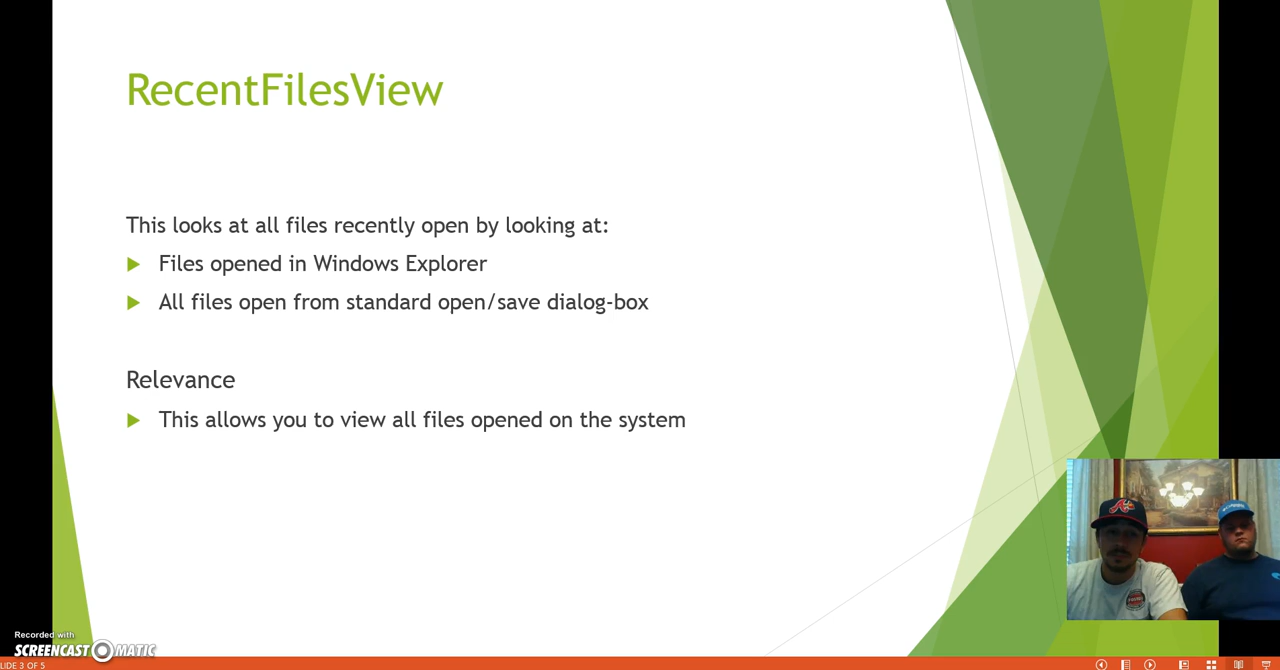 RecentFilesView
This looks at all files recently open by looking at:
Files opened in Windows Explorer
All files open from standard open/save dialog-box
Relevance
This allows you to view all files opened on the system
Recorded with
SCREENCAST O MATIC
LIDE 3 OF 5